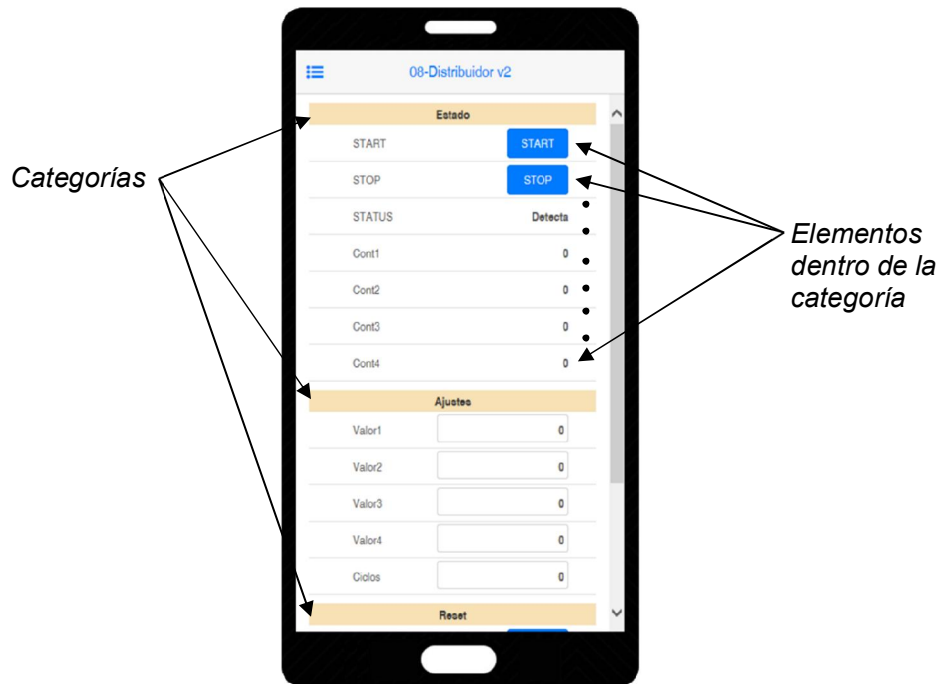 08-Distribuidor v2
Estado
START START
STOP STOP
STATUS Detecta
Cont1 0
Cont2 0
Cont3 0
Cont4 0
Ajustes
Valor1 0
Valor2 0
Valor3 0
Valor4 0
Ciclos 0
Reset
Categorías
Elementos
dentro de la
categoría